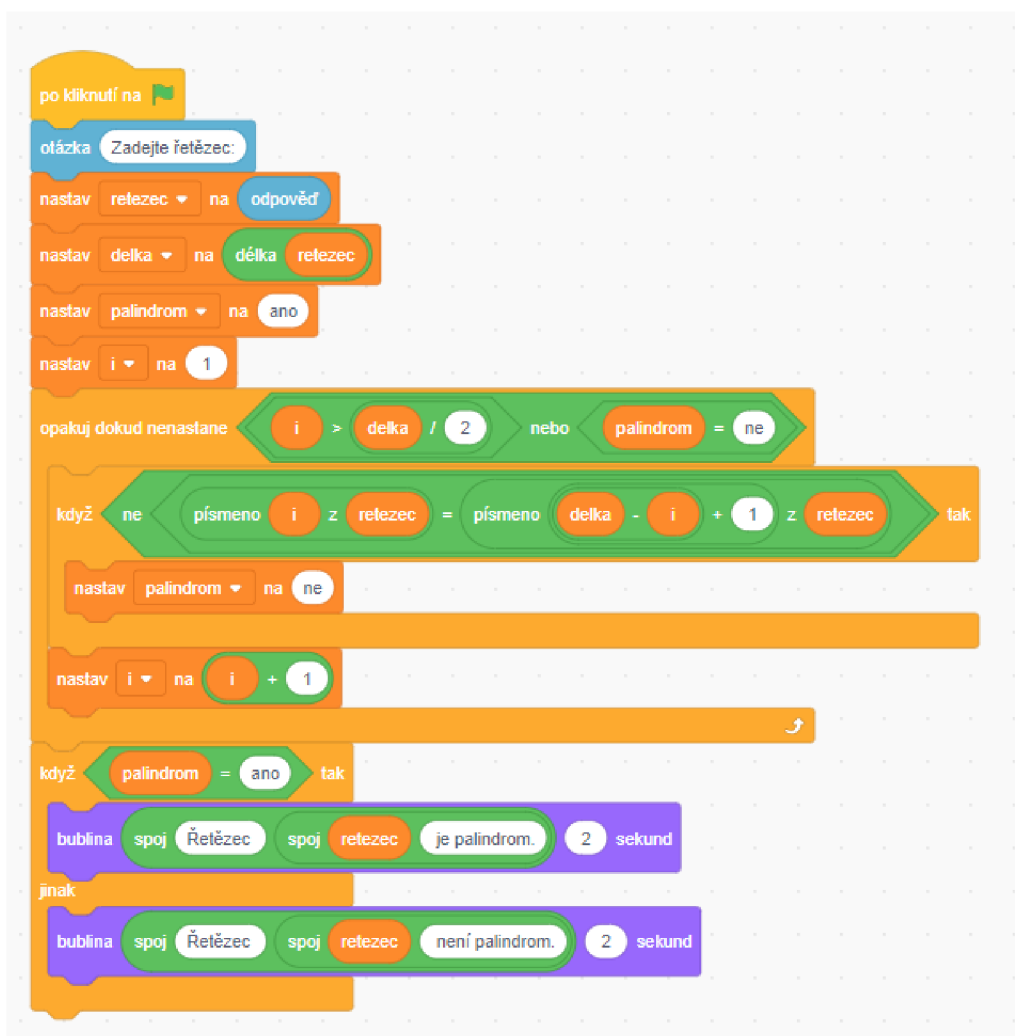 po kliknutí na
otázka Zadejte řetězec:
nastav retezec na odpověď
nastav delka na délka retezec
nastav palindrom na ano
nastav i na 1
opakuj dokud nenastane i > delka / 2 nebo palindrom = ne
když ne písmeno i z retezec = písmeno delka - i + 1 z retezec tak
nastav palindrom na ne
nastav i na i + 1
když palindrom = ano tak
bublina spoj Řetězec spoj retezec je palindrom. 2 sekund
jinak
bublina spoj Řetězec spoj retezec není palindrom. 2 sekund